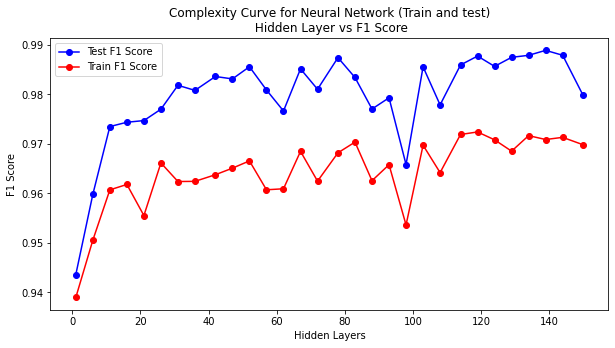 Complexity Curve for Neural Network (Train and test)
Hidden Layer vs F1 Score
Test F1 Score
Train F1 Score
0.99
0.98
0.97
0.96
0.95
0.94
F1 Score
0 20 40 60 80 100 120 140
Hidden Layers